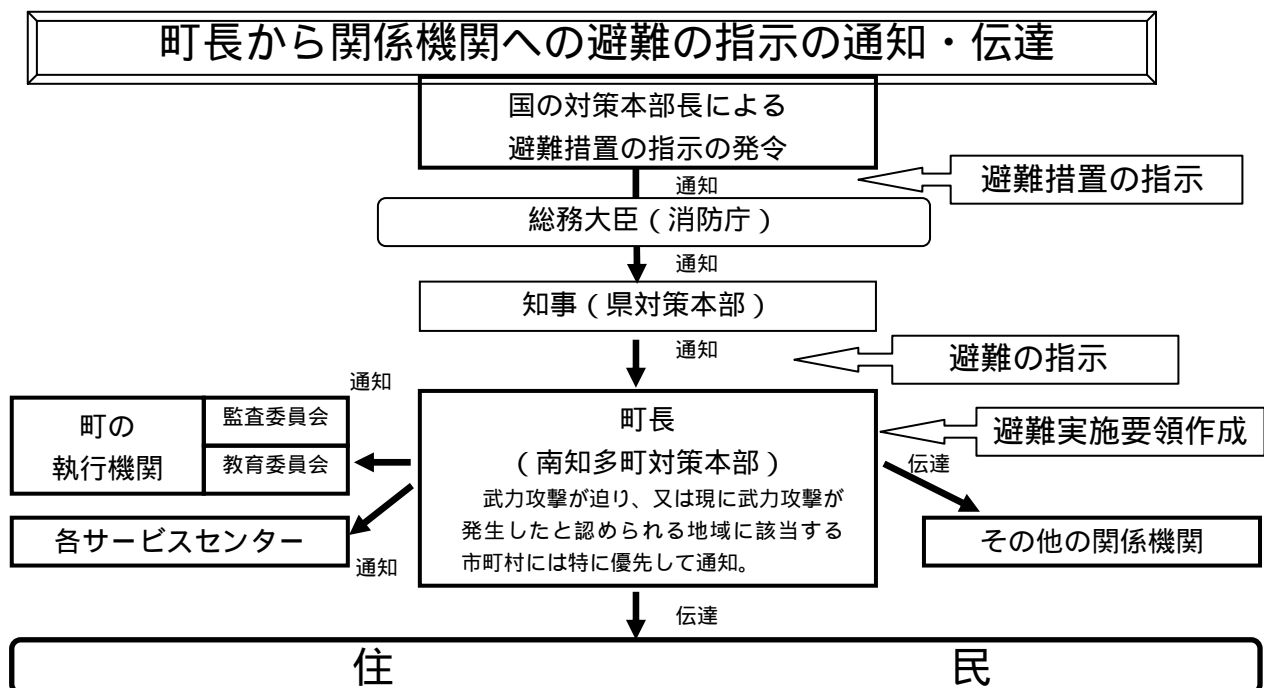 町長から関係機関への避難の指示の通知・伝達
国の対策本部長による
避難措置の指示の発令
通知
避難措置の指示
総務大臣(消防庁)
通知
知事(県対策本部)
通知
避難の指示
通知
町の
執行機関
監査委員会
教育委員会
町長
(南知多町対策本部)
武力攻撃が迫り、又は現に武力攻撃が
発生したと認められる地域に該当する
市町村には特に優先して通知。
避難実施要領作成
伝達
各サービスセンター
通知
その他の関係機関
伝達
住 民